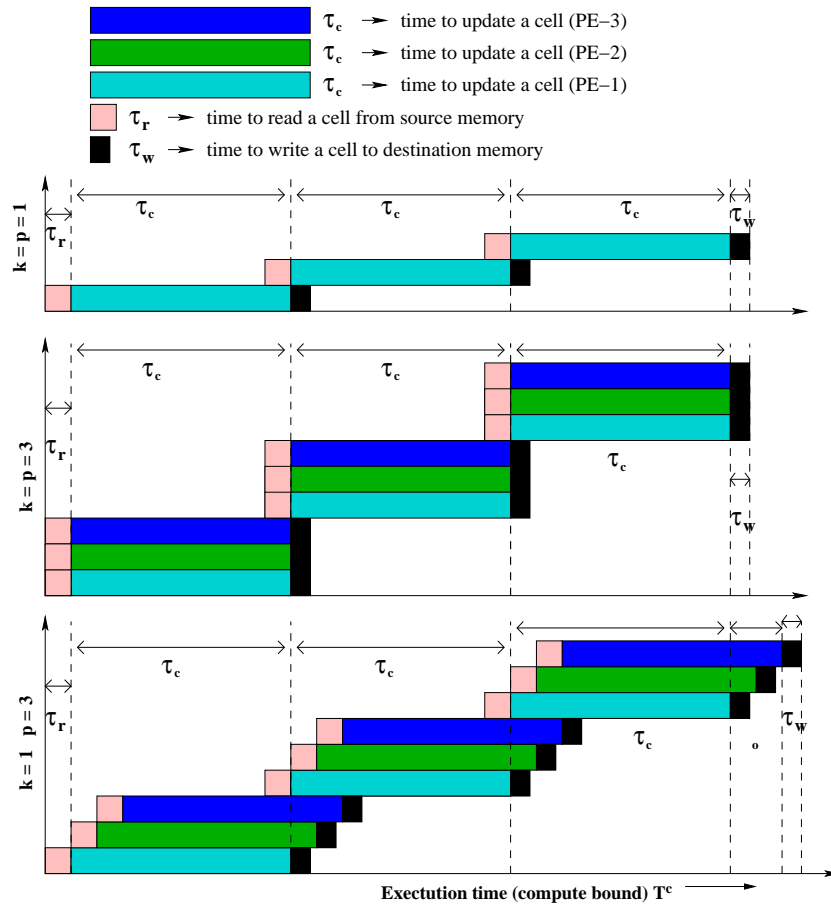 τc → time to update a cell (PE−3)
τc → time to update a cell (PE−2)
τc → time to update a cell (PE−1)
τr → time to read a cell from source memory
τw → time to write a cell to destination memory
k = p = 1
τr
τc
τc
τc
τw
k = p = 3
τr
τc
τc
τc
τw
k = 1 p = 3
τr
τc
τc
τc
o
τw
Exectution time (compute bound) Tc